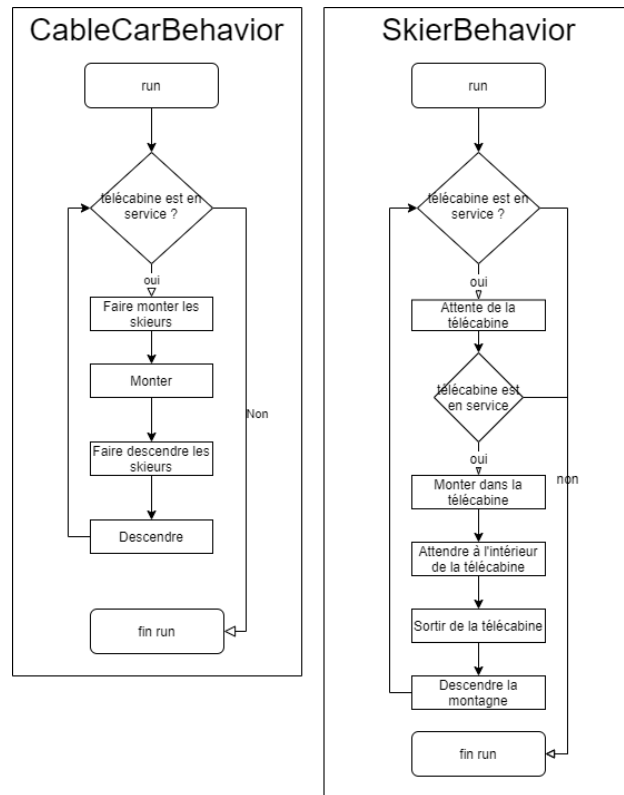 CableCarBehavior
run
télécabine est en
service ?
oui
Faire monter les
skieurs
Monter
Non
Faire descendre les
skieurs
Descendre
fin run
SkierBehavior
run
télécabine est en
service ?
oui
Attente de la
télécabine
télécabine est
en service
oui
non
Monter dans la
télécabine
Attendre à l'intérieur
de la télécabine
Sortir de la télécabine
Descendre la
montagne
fin run